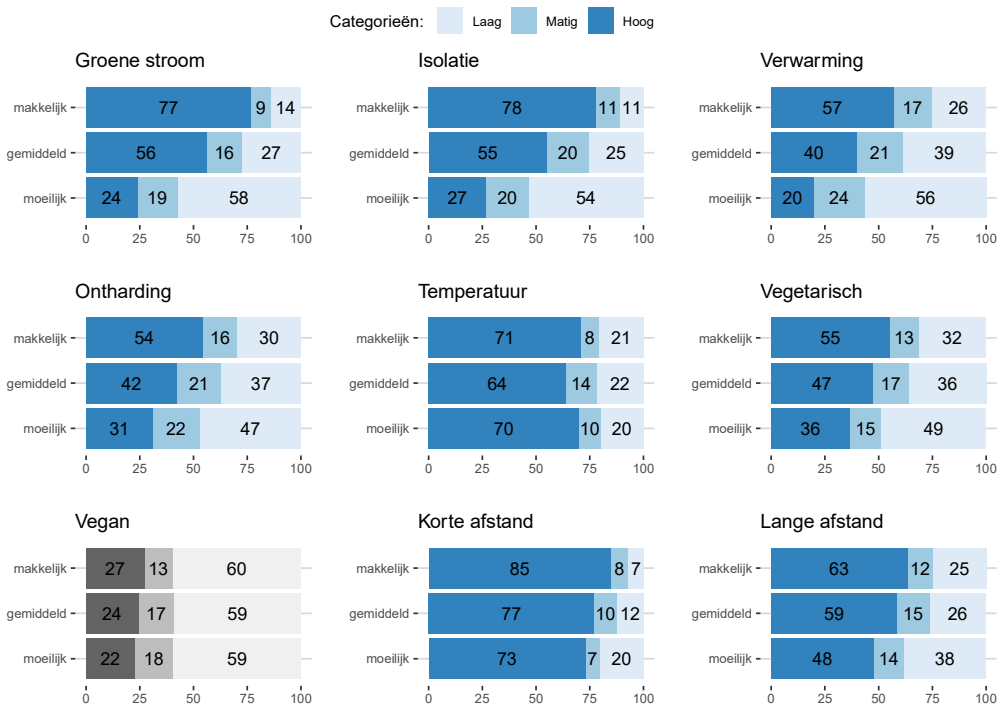 Categorieën: Laag Matig Hoog
Groene stroom Isolatie Verwarming
makkelijk 77 9 14 makkelijk 78 11 11 makkelijk 57 17 26
gemiddeld 56 16 27 gemiddeld 55 20 25 gemiddeld 40 21 39
moeilijk 24 19 58 moeilijk 27 20 54 moeilijk 20 24 56
0 25 50 75 100 0 25 50 75 100 0 25 50 75 100
Ontharding Temperatuur Vegetarisch
makkelijk 54 16 30 makkelijk 71 8 21 makkelijk 55 13 32
gemiddeld 42 21 37 gemiddeld 64 14 22 gemiddeld 47 17 36
moeilijk 31 22 47 moeilijk 70 10 20 moeilijk 36 15 49
0 25 50 75 100 0 25 50 75 100 0 25 50 75 100
Vegan Korte afstand Lange afstand
makkelijk 27 13 60 makkelijk 85 8 7 makkelijk 63 12 25
gemiddeld 24 17 59 gemiddeld 77 10 12 gemiddeld 59 15 26
moeilijk 22 18 59 moeilijk 73 7 20 moeilijk 48 14 38
0 25 50 75 100 0 25 50 75 100 0 25 50 75 100